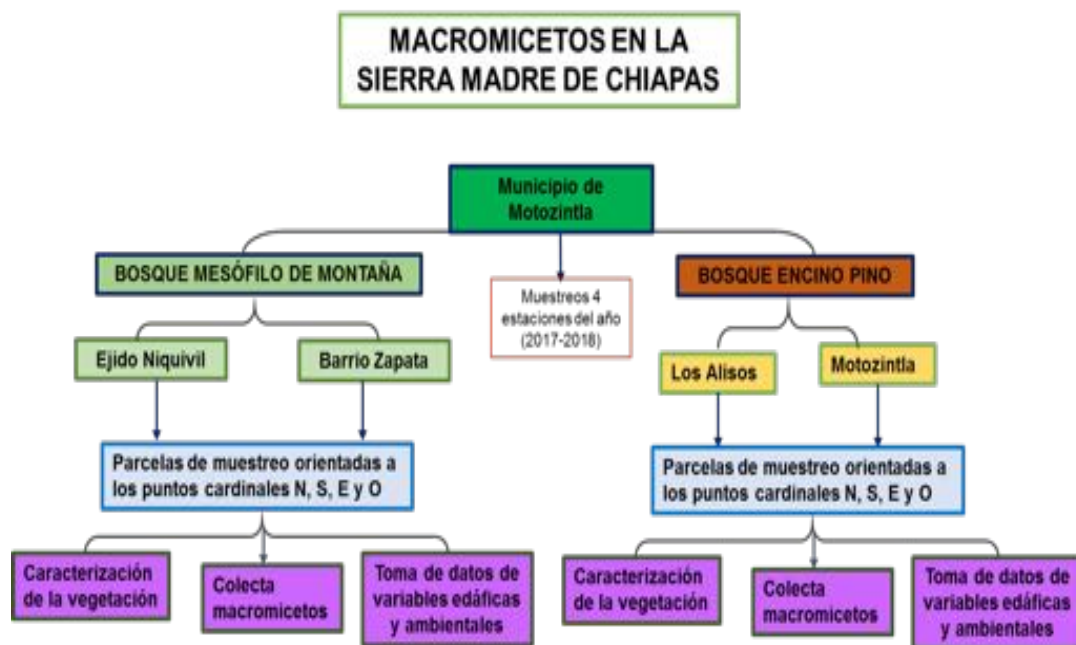 MACROMICETOS EN LA
SIERRA MADRE DE CHIAPAS
Municipio de
Motozintla
BOSQUE MESÓFILO DE MONTAÑA
Muestreos 4
estaciones del año
(2017-2018)
BOSQUE ENCINO PINO
Ejido Niquivil
Barrio Zapata
Los Alisos
Motozintla
Parcelas de muestreo orientadas a
los puntos cardinales N, S, E y O
Parcelas de muestreo orientadas a
los puntos cardinales N, S, E y O
Caracterización
de la vegetación
Colecta
macromicetos
Toma de datos de
variables edáficas
y ambientales
Caracterización
de la vegetación
Colecta
macromicetos
Toma de datos de
variables edáficas
y ambientales